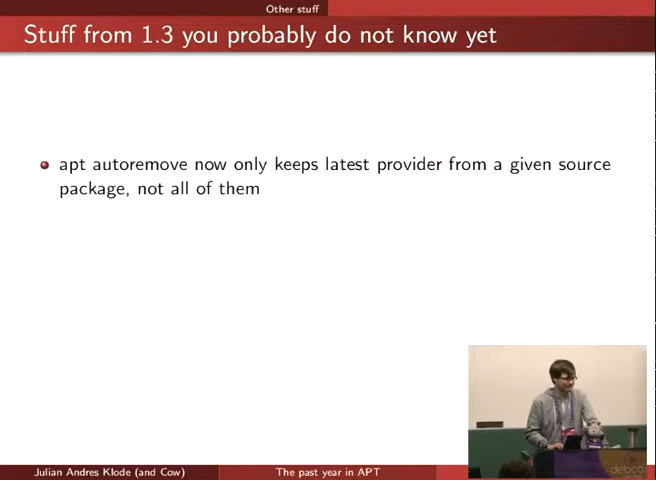 Other stuff
Stuff from 1.3 you probably do not know yet
apt autoremove now only keeps latest provider from a given source
package, not all of them
debcon
Julian Andres Klode (and Cow)
The past year in APT